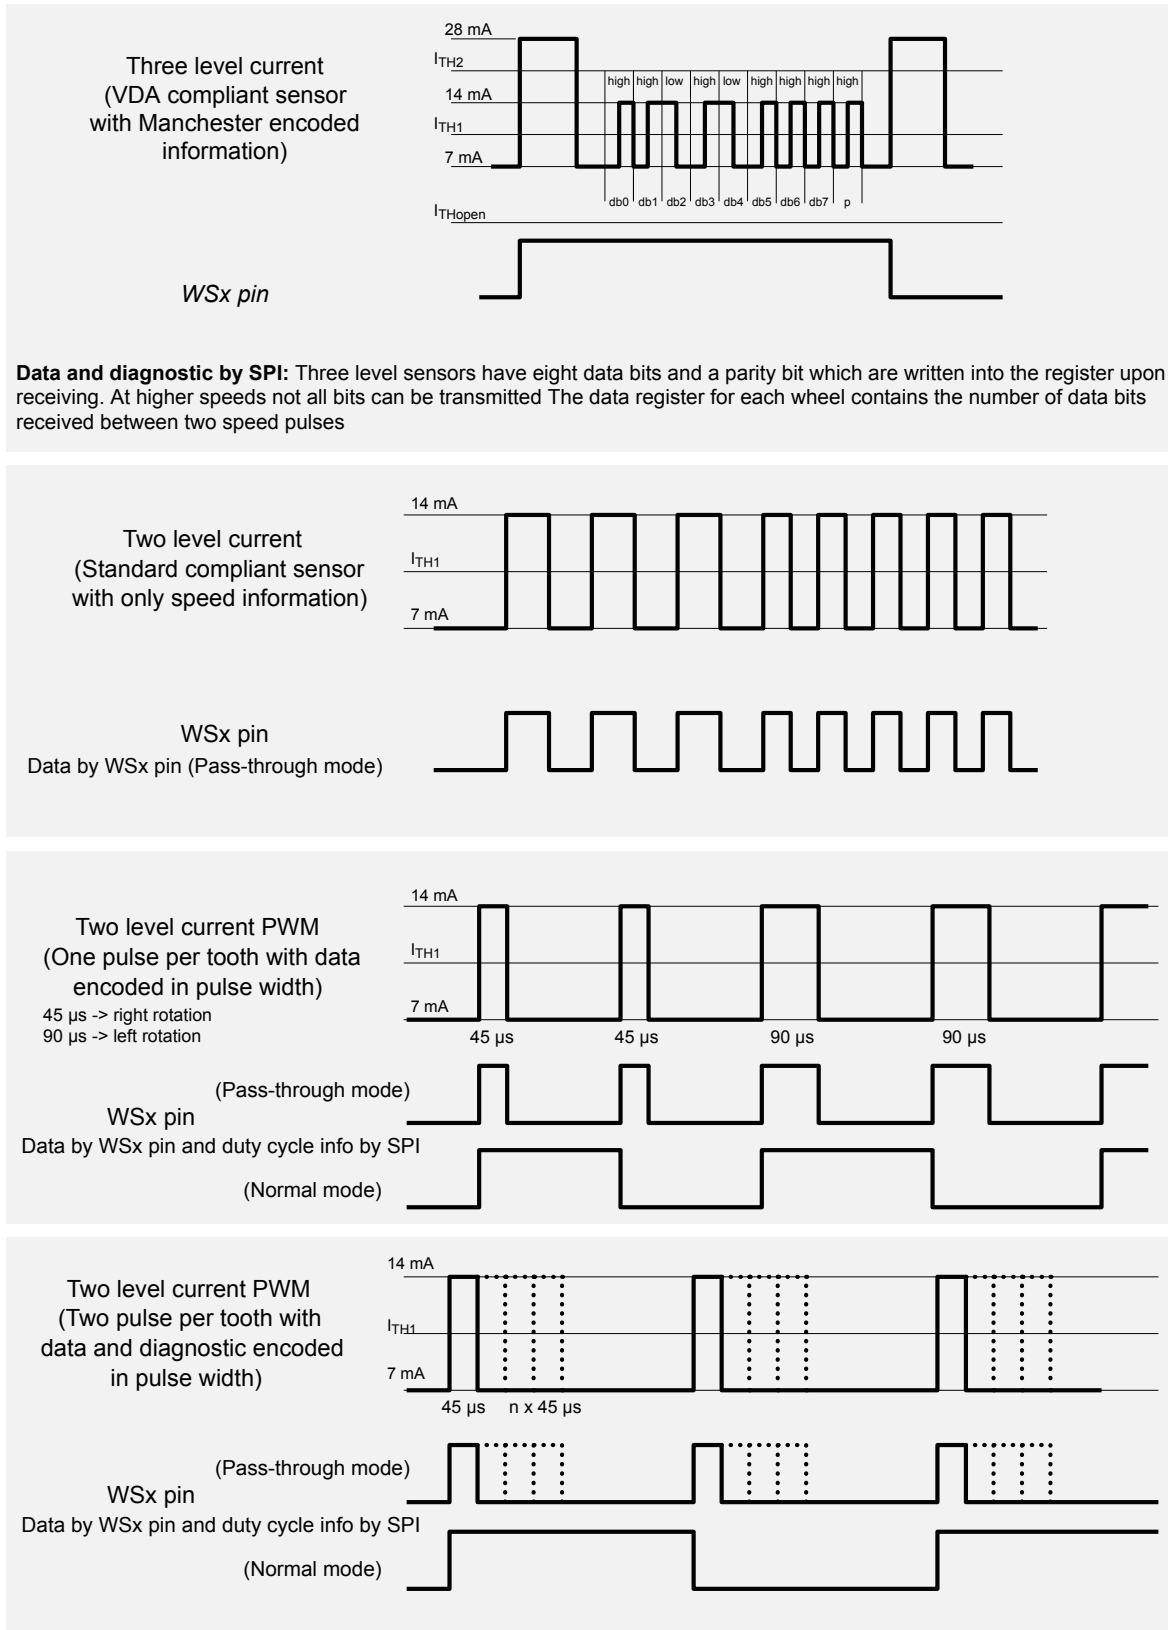 Three level current
(VDA compliant sensor
with Manchester encoded
information)
28 mA
ITH2
high high low high low high high high high
14 mA
ITH1
7 mA
db0 db1 db2 db3 db4 db5 db6 db7 p
ITHopen
WSx pin
Data and diagnostic by SPI: Three level sensors have eight data bits and a parity bit which are written into the register upon
receiving. At higher speeds not all bits can be transmitted The data register for each wheel contains the number of data bits
received between two speed pulses
Two level current
(Standard compliant sensor
with only speed information)
14 mA
ITH1
7 mA
WSx pin
Data by WSx pin (Pass-through mode)
Two level current PWM
(One pulse per tooth with data
encoded in pulse width)
45 µs -> right rotation
90 µs -> left rotation
14 mA
ITH1
7 mA
45 µs 45 µs 90 µs 90 µs
(Pass-through mode)
WSx pin
Data by WSx pin and duty cycle info by SPI
(Normal mode)
Two level current PWM
(Two pulse per tooth with
data and diagnostic encoded
in pulse width)
14 mA
ITH1
7 mA
45 µs n x 45 µs
(Pass-through mode)
WSx pin
Data by WSx pin and duty cycle info by SPI
(Normal mode)